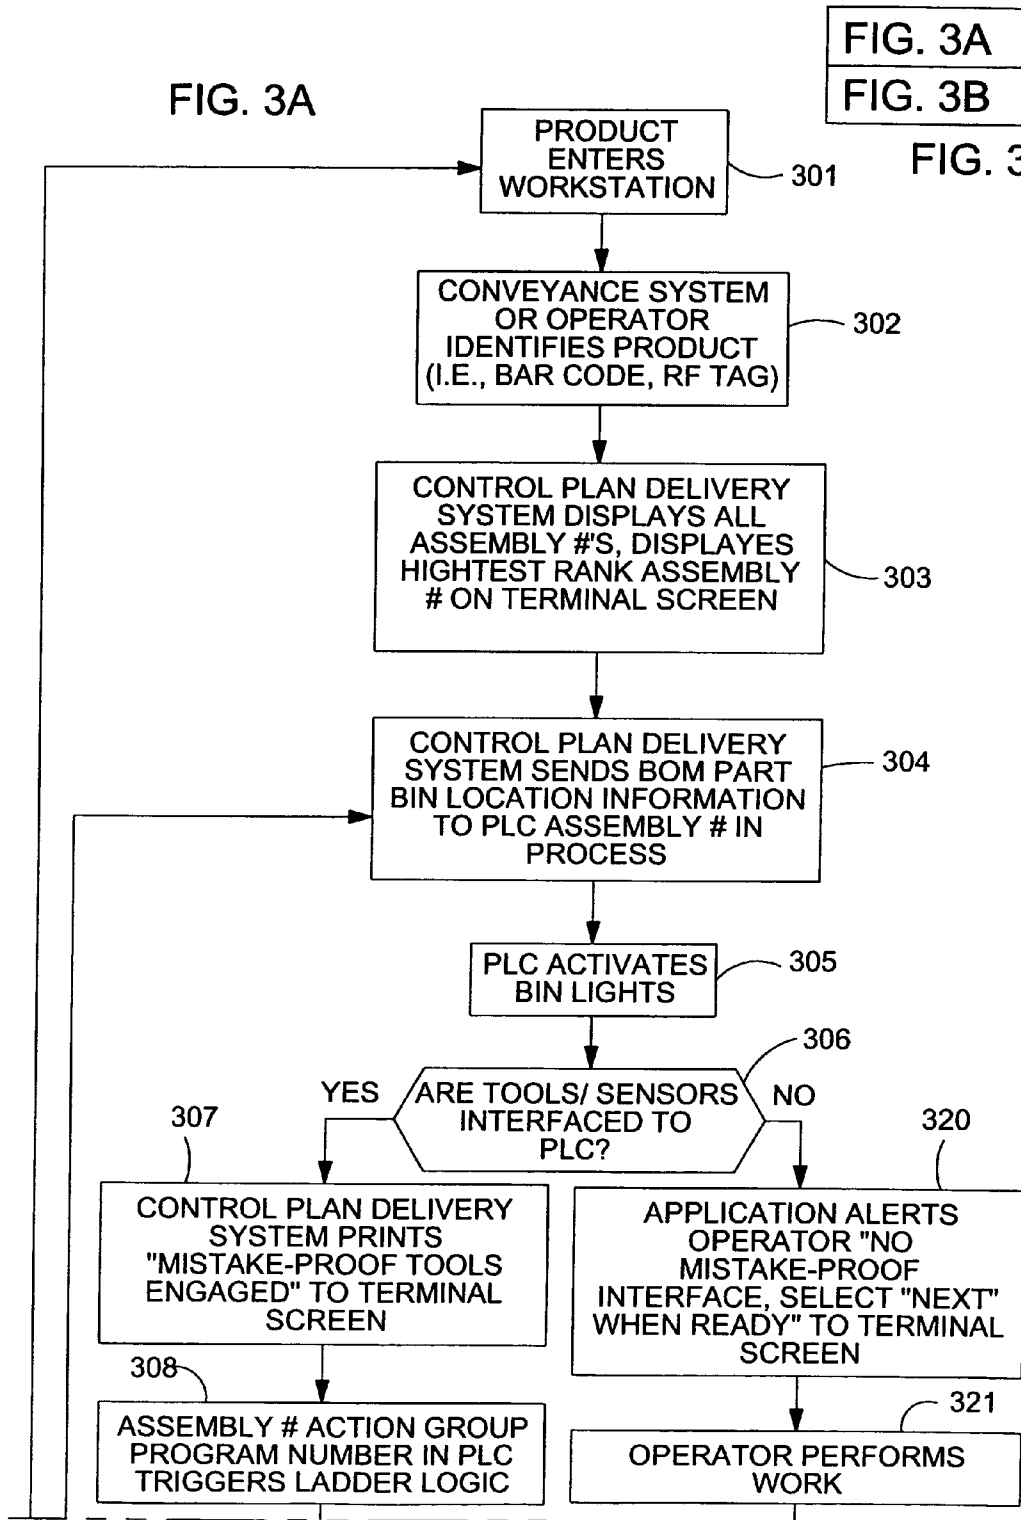 FIG. 3A
FIG. 3B
FIG. 3
FIG. 3A
PRODUCT
ENTERS
WORKSTATION
301
CONVEYANCE SYSTEM
OR OPERATOR
IDENTIFIES PRODUCT
(I.E., BAR CODE, RF TAG)
302
CONTROL PLAN DELIVERY
SYSTEM DISPLAYS ALL
ASSEMBLY #'S, DISPLAYES
HIGHTEST RANK ASSEMBLY
# ON TERMINAL SCREEN
303
CONTROL PLAN DELIVERY
SYSTEM SENDS BOM PART
BIN LOCATION INFORMATION
TO PLC ASSEMBLY # IN
PROCESS
304
PLC ACTIVATES
BIN LIGHTS
305
306
YES
ARE TOOLS/ SENSORS
INTERFACED TO
PLC?
NO
307
CONTROL PLAN DELIVERY
SYSTEM PRINTS
"MISTAKE-PROOF TOOLS
ENGAGED" TO TERMINAL
SCREEN
320
APPLICATION ALERTS
OPERATOR "NO
MISTAKE-PROOF
INTERFACE, SELECT "NEXT"
WHEN READY" TO TERMINAL
SCREEN
308
ASSEMBLY # ACTION GROUP
PROGRAM NUMBER IN PLC
TRIGGERS LADDER LOGIC
321
OPERATOR PERFORMS
WORK